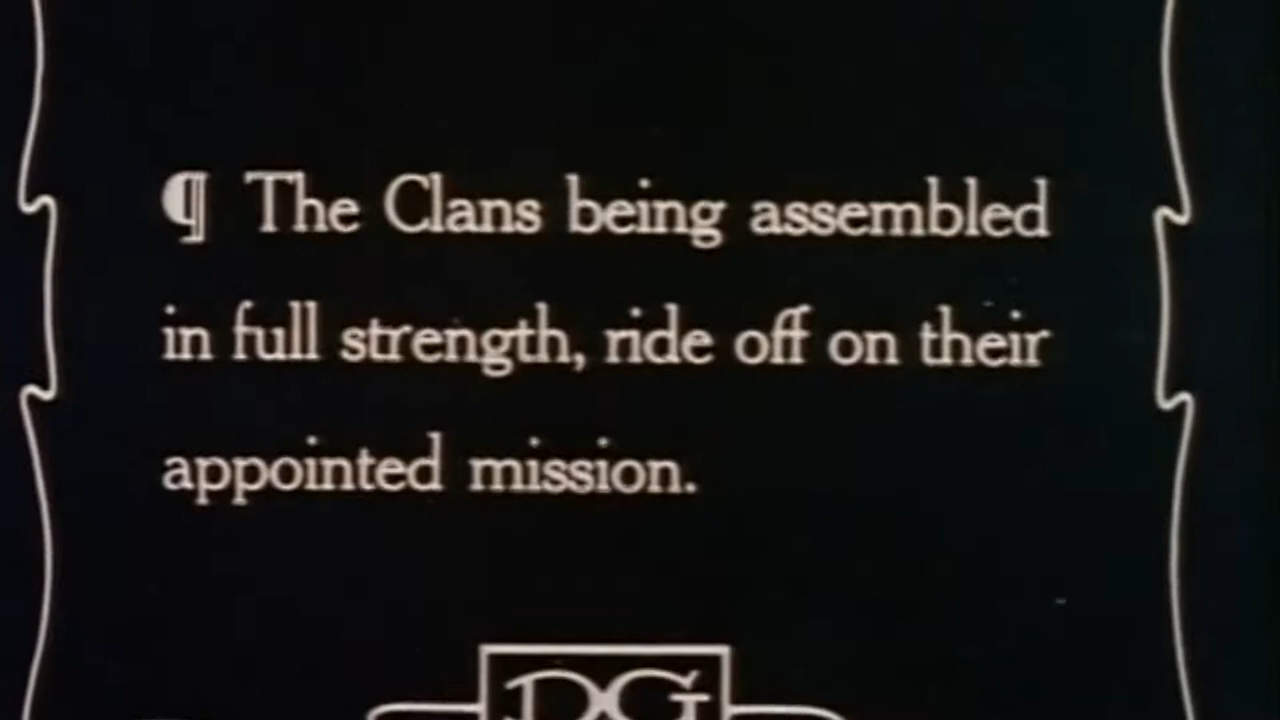 ¶ The Clans being assembled
in full strength, ride off on their
appointed mission.
DG